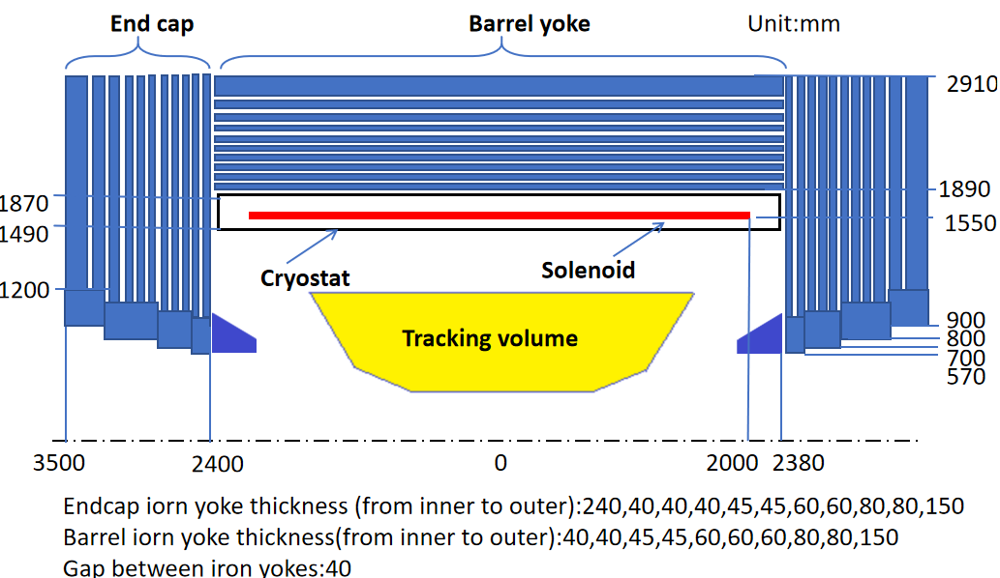 End cap
Barrel yoke
Unit:mm
2910
1870
1890
1490
1550
Cryostat
Solenoid
1200
Tracking volume
900
800
700
570
3500
2400
0
2000
2380
Endcap iorn yoke thickness (from inner to outer):240,40,40,40,45,45,60,60,80,80,150
Barrel iorn yoke thickness(from inner to outer):40,40,45,45,60,60,60,80,80,150
Gap between iron yokes:40